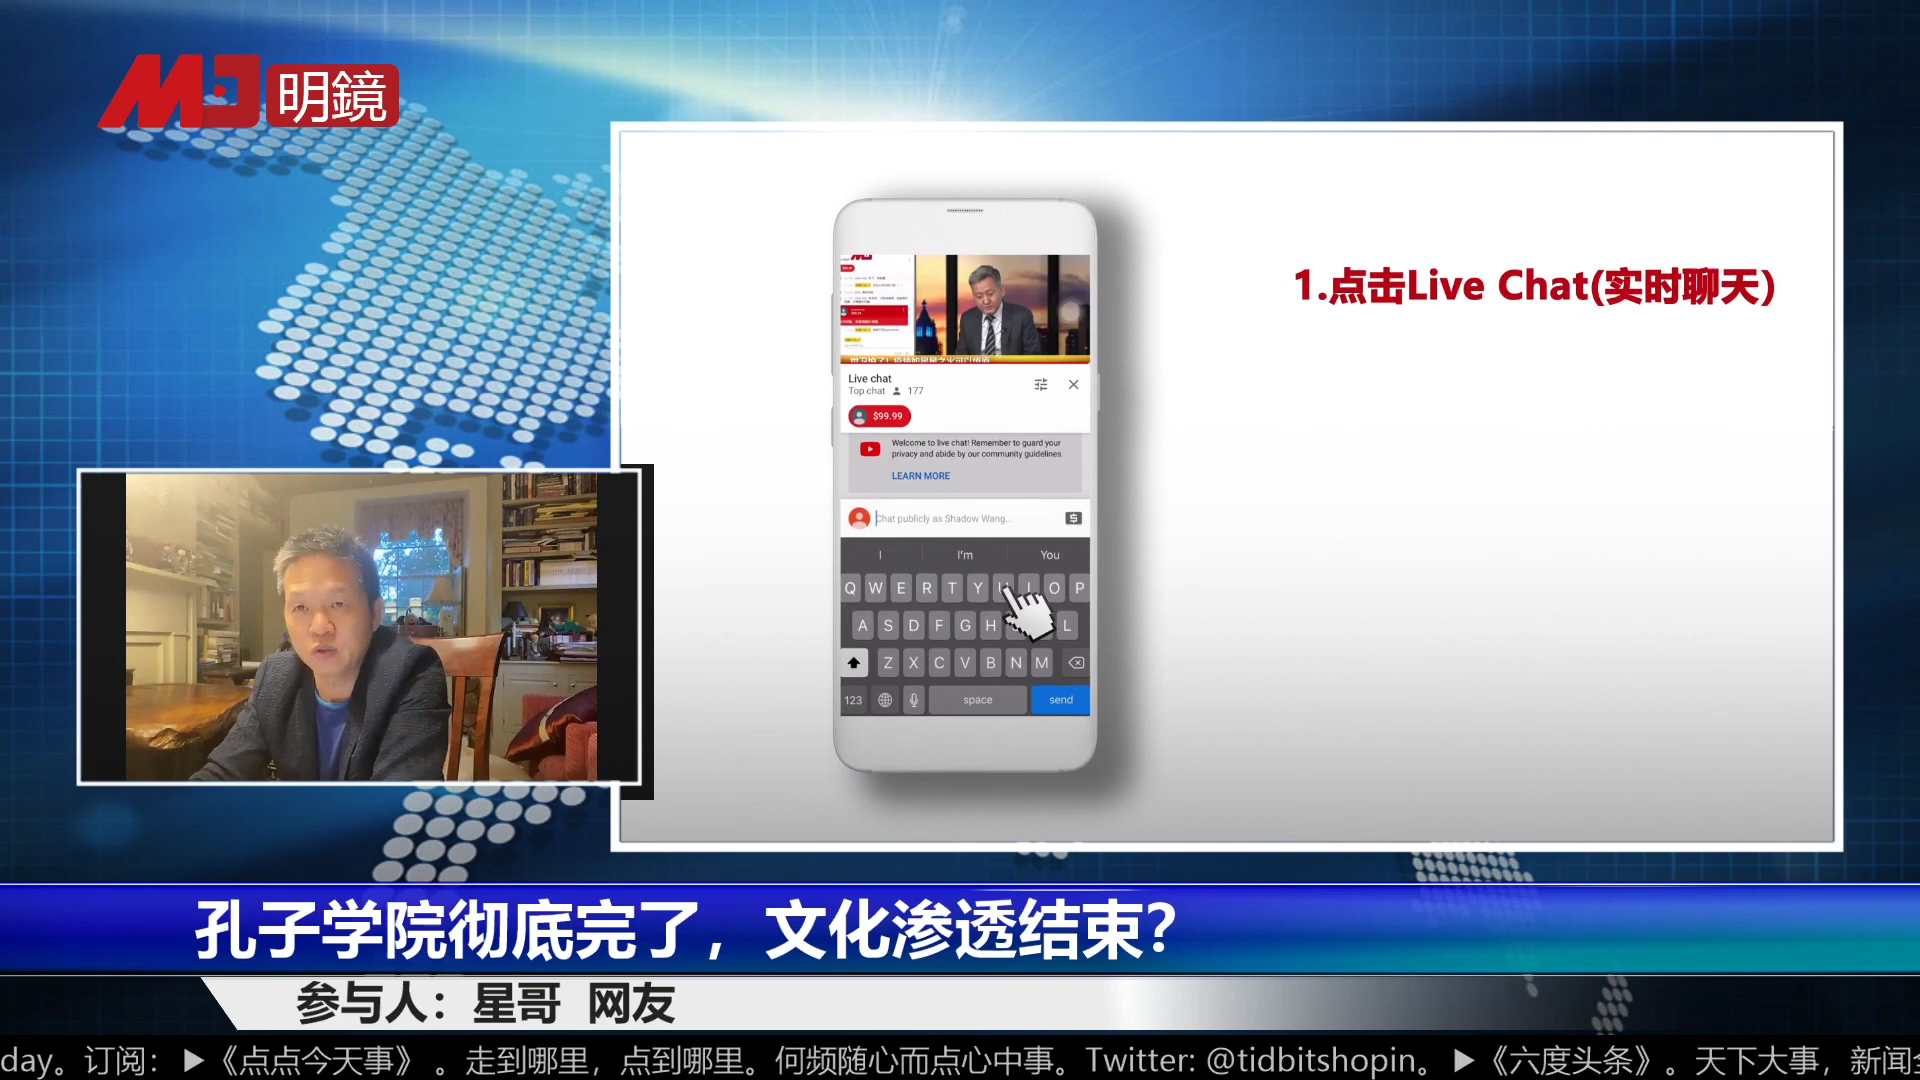 MJ 明鏡
1.点击Live Chat(实时聊天)
Live chat
Top chat 177
$99.99
Welcome to live chat! Remember to guard your
privacy and abide by our community guidelines.
LEARN MORE
Chat publicly as Shadow Wang...
I I'm You
Q W E R T Y U I O P
A S D F G H L
Z X C V B N M
123 space send
孔子学院彻底完了，文化渗透结束?
参与人：星哥 网友
day。订阅：▶《点点今天事》。走到哪里，点到哪里。何频随心而点心中事。Twitter: @tidbitshopin。▶《六度头条》。天下大事，新闻